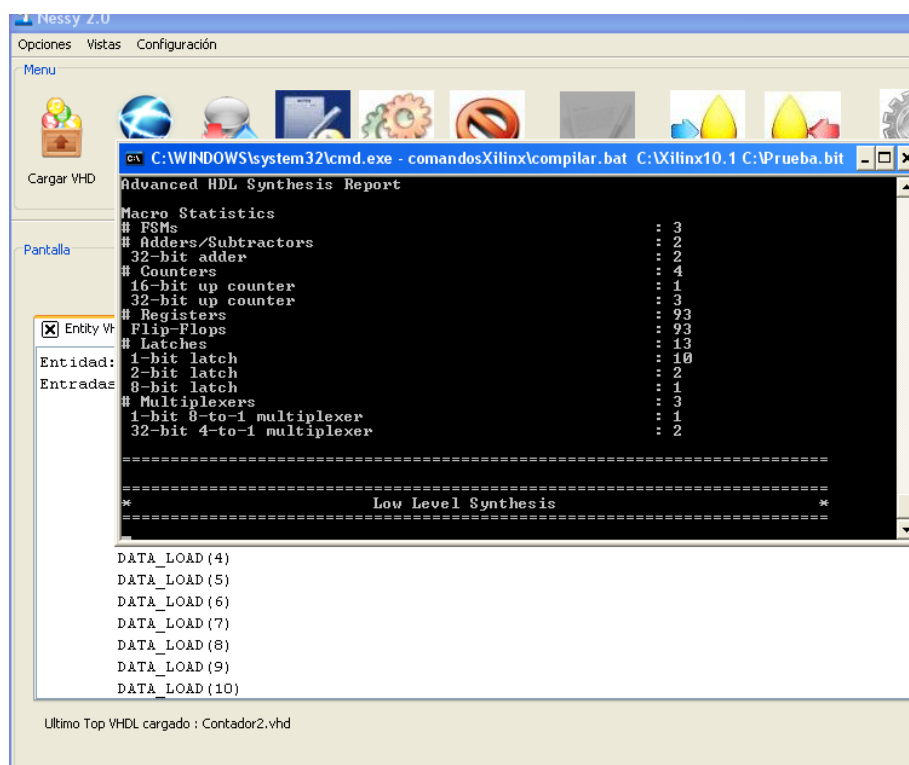 Nessy 2.0
Opciones Vistas Configuración
Menu
Cargar VHD
C:\WINDOWS\system32\cmd.exe - comandosXilinx\compilar.bat C:\Xilinx10.1 C:\Prueba.bit
Advanced HDL Synthesis Report
Macro Statistics
# FSMs : 3
# Adders/Subtractors : 2
32-bit adder : 2
# Counters : 4
16-bit up counter : 1
32-bit up counter : 3
# Registers : 93
Flip-Flops : 93
# Latches : 13
1-bit latch : 10
2-bit latch : 2
8-bit latch : 1
# Multiplexers : 3
1-bit 8-to-1 multiplexer : 1
32-bit 4-to-1 multiplexer : 2
=========================================================================
=========================================================================
* Low Level Synthesis *
=========================================================================
Pantalla
Entity VH
Entidad:
Entradas
DATA_LOAD(4)
DATA_LOAD(5)
DATA_LOAD(6)
DATA_LOAD(7)
DATA_LOAD(8)
DATA_LOAD(9)
DATA_LOAD(10)
Ultimo Top VHDL cargado : Contador2.vhd